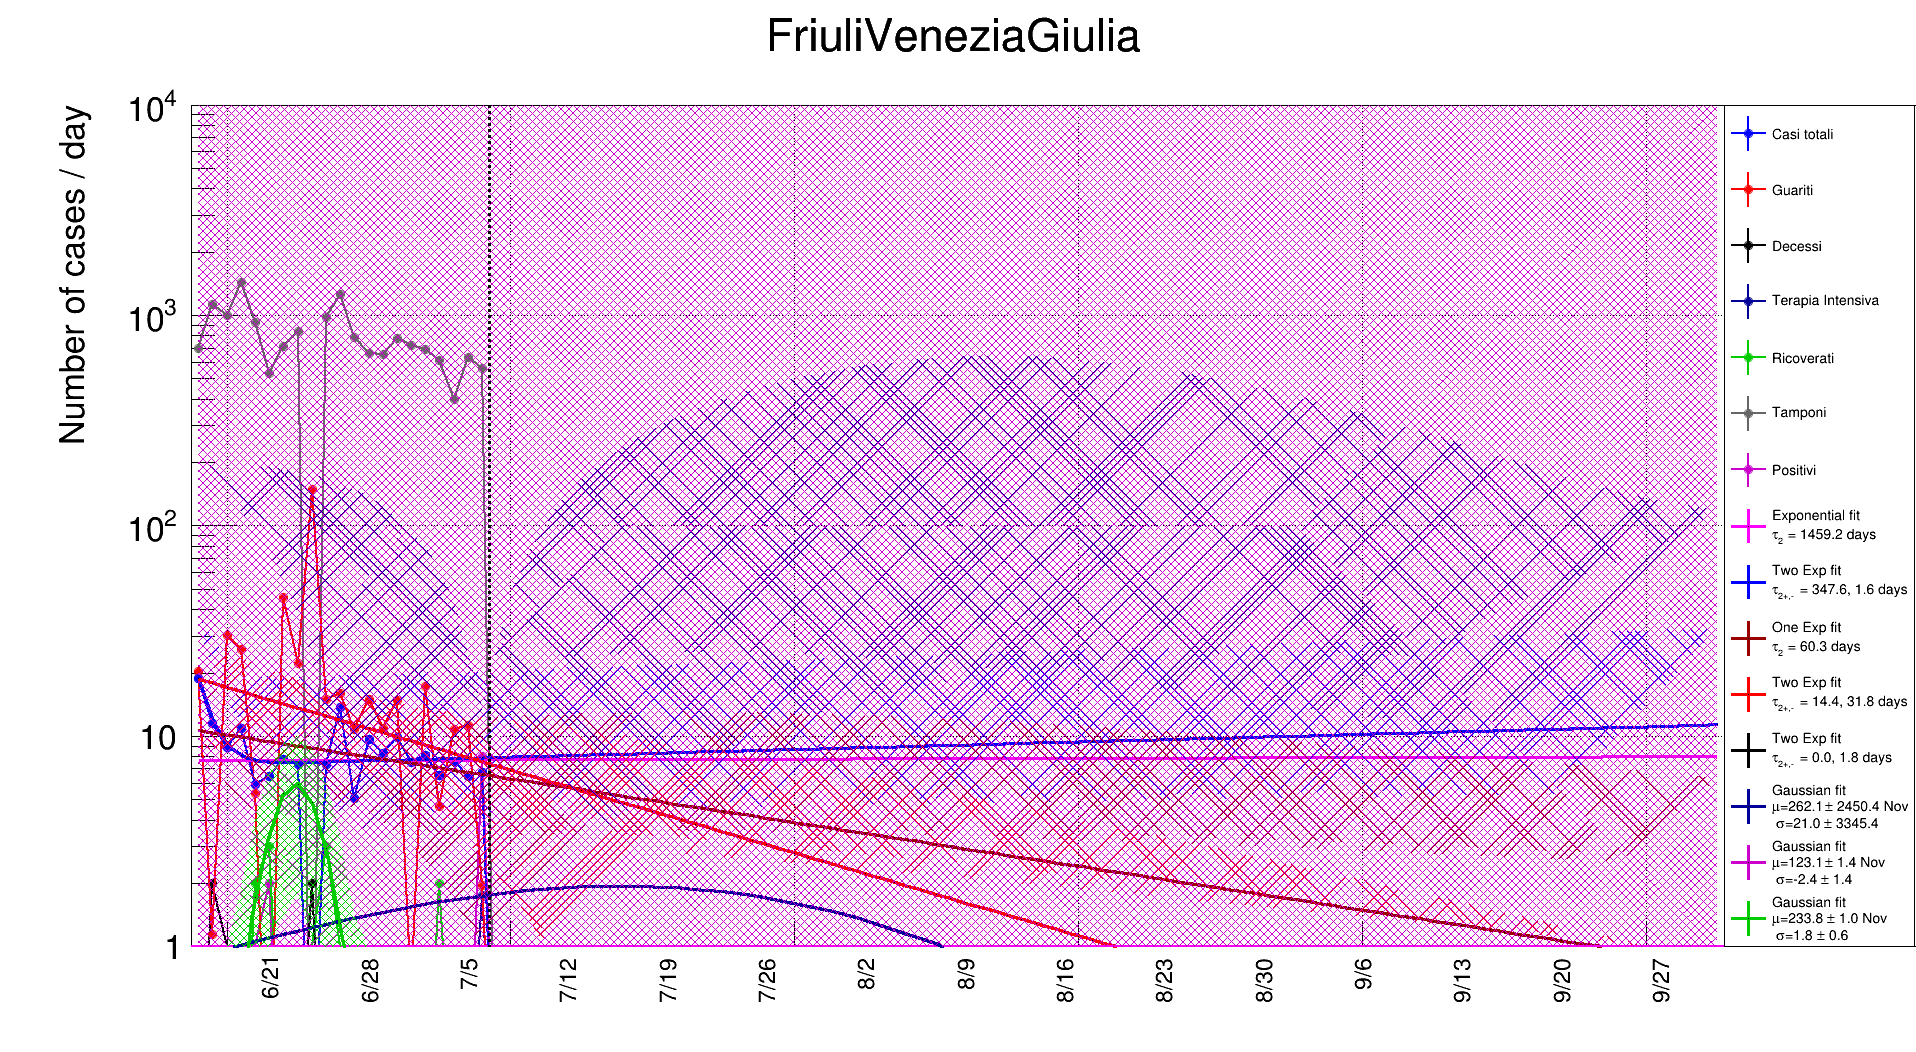 FriuliVeneziaGiulia
Number of cases / day
10^4
10^3
10^2
10
1
6/21
6/28
7/5
7/12
7/19
7/26
8/2
8/9
8/16
8/23
8/30
9/6
9/13
9/20
9/27
Casi totali
Guariti
Decessi
Terapia Intensiva
Ricoverati
Tamponi
Positivi
Exponential fit
τ2 = 1459.2 days
Two Exp fit
τ2+,- = 347.6, 1.6 days
One Exp fit
τ2 = 60.3 days
Two Exp fit
τ2+,- = 14.4, 31.8 days
Two Exp fit
τ2+,- = 0.0, 1.8 days
Gaussian fit
μ=262.1 ± 2450.4 Nov
σ=21.0 ± 3345.4
Gaussian fit
μ=123.1 ± 1.4 Nov
σ=-2.4 ± 1.4
Gaussian fit
μ=233.8 ± 1.0 Nov
σ=1.8 ± 0.6